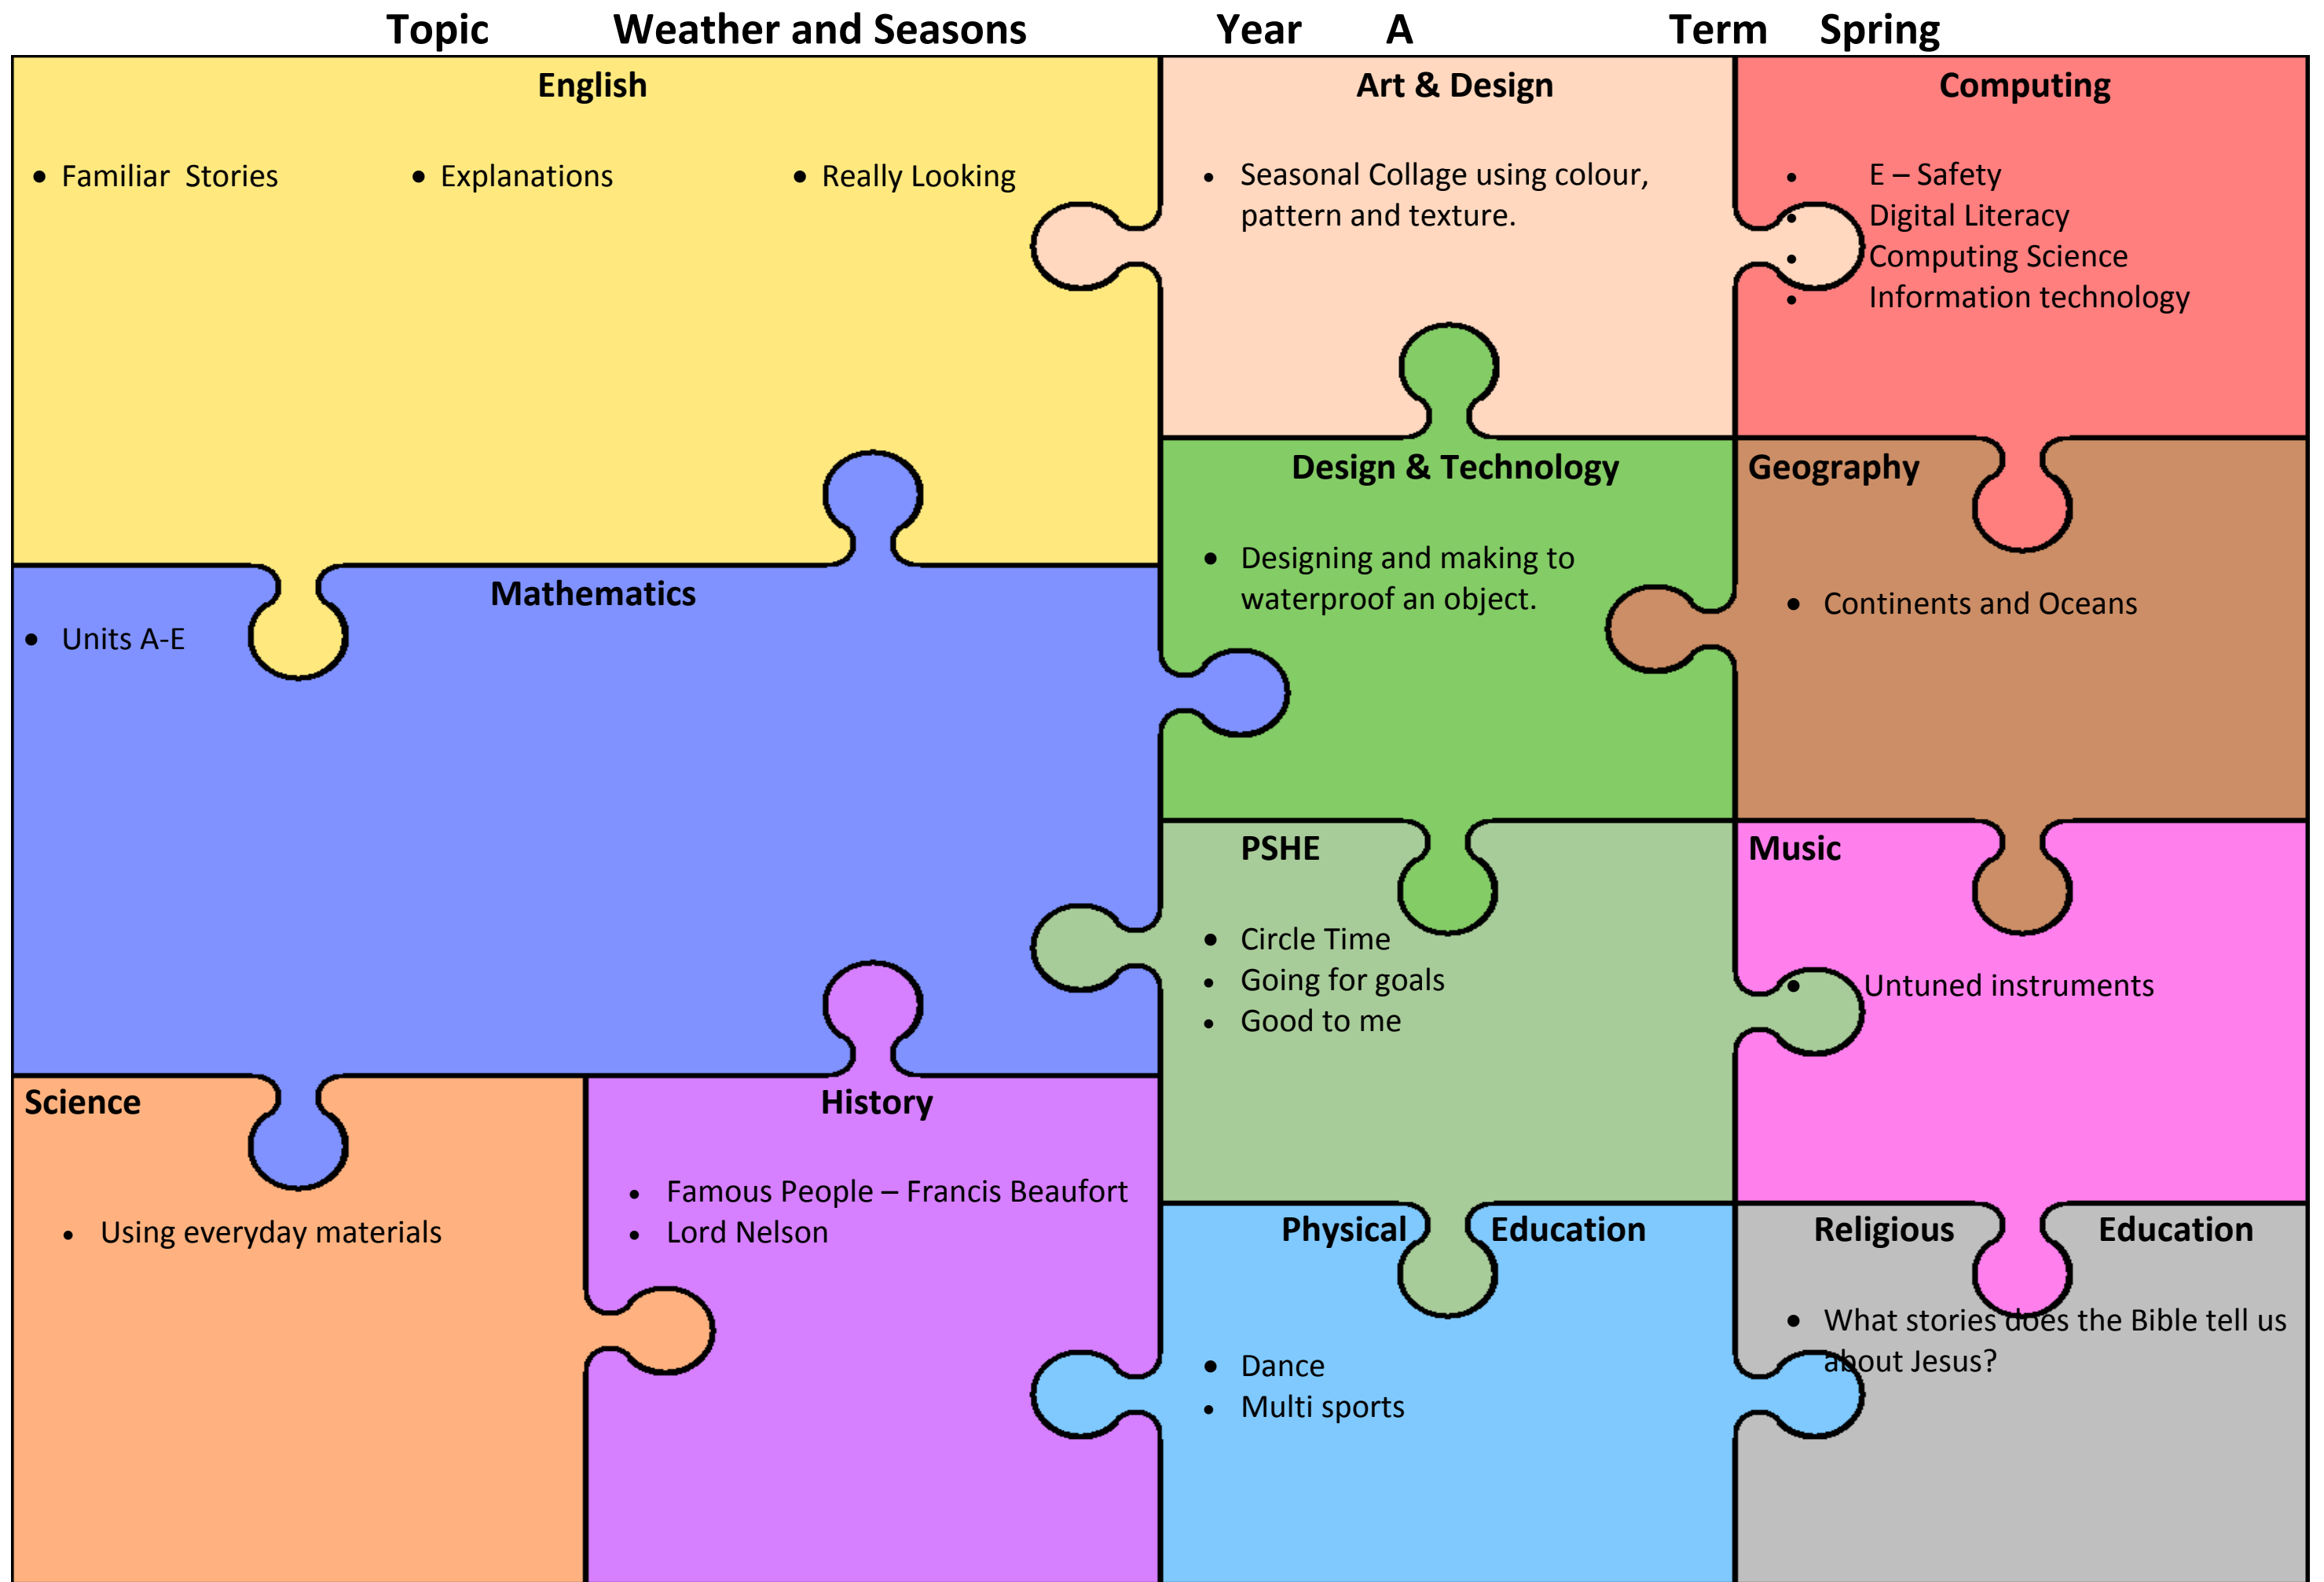 Topic Weather and Seasons Year A Term Spring
English
• Familiar Stories • Explanations • Really Looking
Art & Design
• Seasonal Collage using colour,
pattern and texture.
Computing
• E – Safety
• Digital Literacy
• Computing Science
• Information technology
Mathematics
• Units A-E
Design & Technology
• Designing and making to
waterproof an object.
Geography
• Continents and Oceans
PSHE
• Circle Time
• Going for goals
• Good to me
Music
• Untuned instruments
Science
• Using everyday materials
History
• Famous People – Francis Beaufort
• Lord Nelson
Physical Education
• Dance
• Multi sports
Religious Education
• What stories does the Bible tell us
about Jesus?